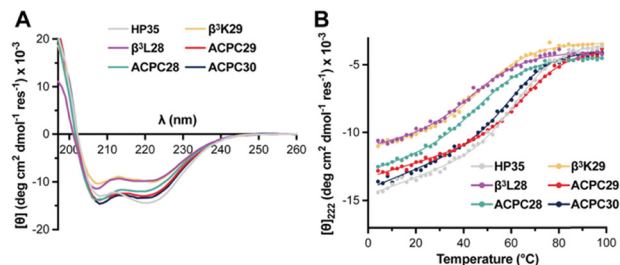 A
[θ] (deg cm² dmol⁻¹ res⁻¹) x 10⁻³
20
10
0
-10
-20
HP35
β³L28
ACPC28
β³K29
ACPC29
ACPC30
λ (nm)
200
210
220
230
240
250
260
B
[θ]₂₂₂ (deg cm² dmol⁻¹ res⁻¹) x 10⁻³
-5
-10
-15
HP35
β³L28
ACPC28
β³K29
ACPC29
ACPC30
0
20
40
60
80
100
Temperature (°C)